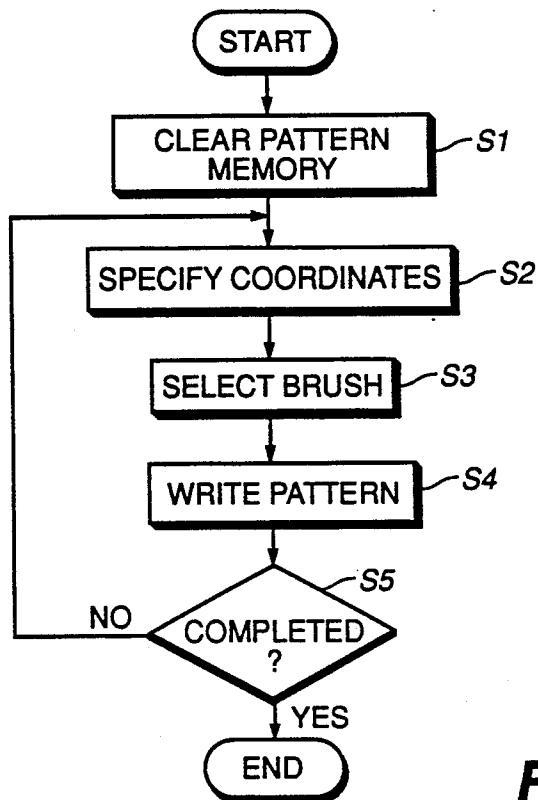 START
CLEAR PATTERN
MEMORY
S1
SPECIFY COORDINATES
S2
SELECT BRUSH
S3
WRITE PATTERN
S4
S5
NO
COMPLETED
?
YES
END